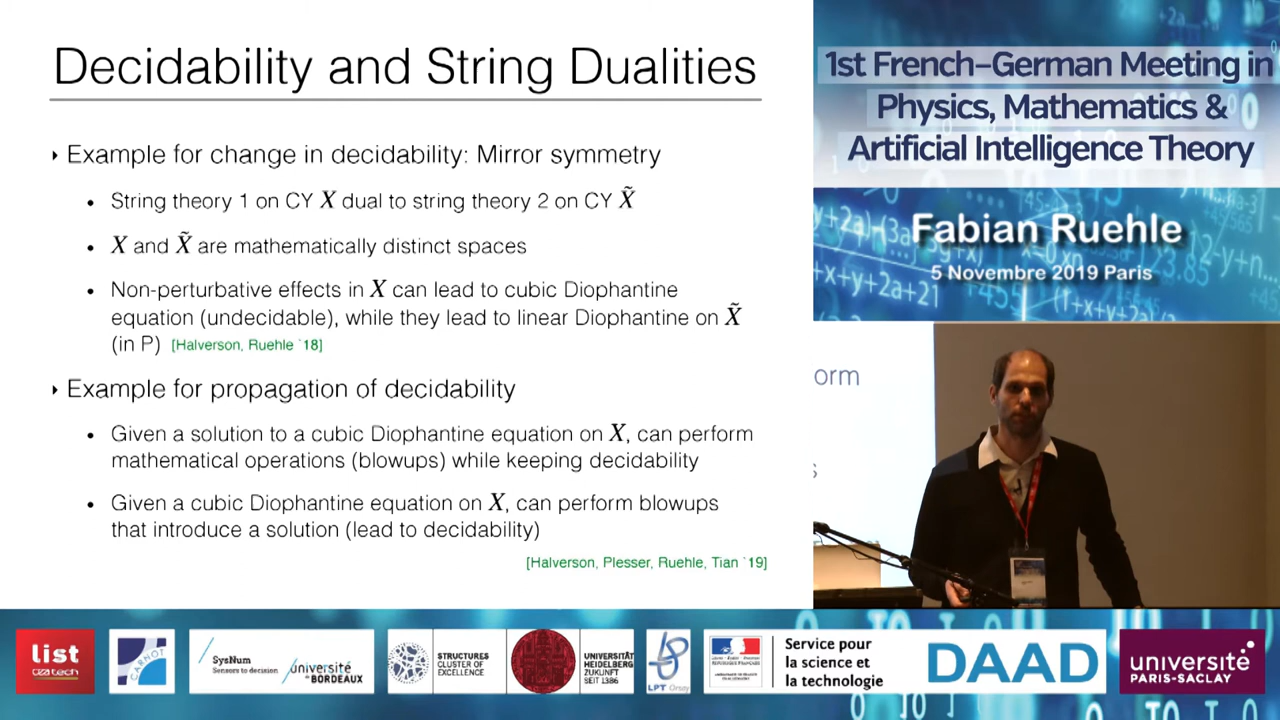 Decidability and String Dualities
‣ Example for change in decidability: Mirror symmetry
• String theory 1 on CY X dual to string theory 2 on CY X̃
• X and X̃ are mathematically distinct spaces
• Non-perturbative effects in X can lead to cubic Diophantine
equation (undecidable), while they lead to linear Diophantine on X̃
(in P) [Halverson, Ruehle `18]
‣ Example for propagation of decidability
• Given a solution to a cubic Diophantine equation on X, can perform
mathematical operations (blowups) while keeping decidability
• Given a cubic Diophantine equation on X, can perform blowups
that introduce a solution (lead to decidability)
[Halverson, Plesser, Ruehle, Tian `19]
1st French–German Meeting in
Physics, Mathematics &
Artificial Intelligence Theory
Fabian Ruehle
5 Novembre 2019 Paris
orm
s
list
ceatech
CARNOT
SysNum
Sensors to decision
université
de BORDEAUX
STRUCTURES
CLUSTER OF
EXCELLENCE
UNIVERSITÄT
HEIDELBERG
ZUKUNFT
SEIT 1386
LPT Orsay
Service pour
la science et
la technologie
DAAD
université
PARIS-SACLAY